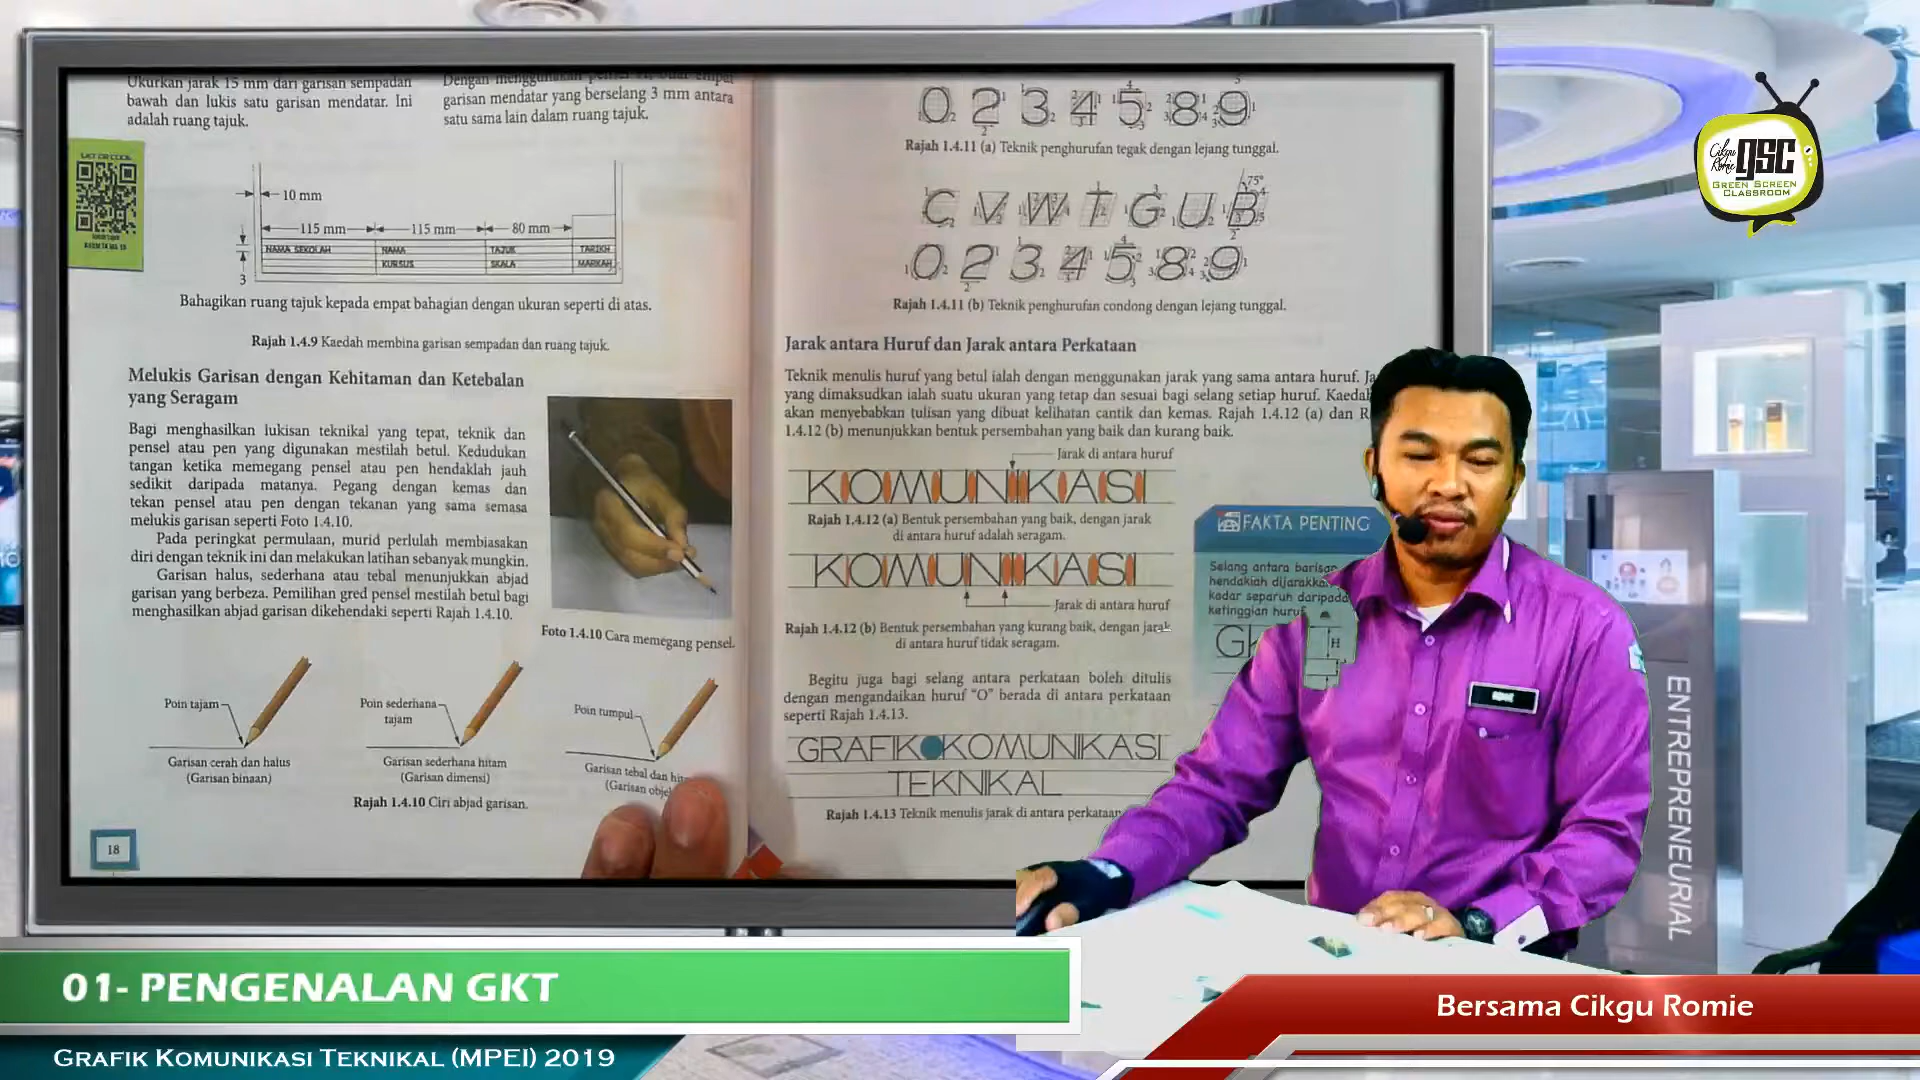 Ukurkan jarak 15 mm dari garisan sempadan
bawah dan lukis satu garisan mendatar. Ini
adalah ruang tajuk.
Dengan menggunakan
garisan mendatar yang berselang 3 mm antara
satu sama lain dalam ruang tajuk.
10 mm
115 mm
115 mm
80 mm
NAMA SEKOLAH
NAMA
TAJUK
TARIKH
KURSUS
SKALA
MARKAH
3
Bahagikan ruang tajuk kepada empat bahagian dengan ukuran seperti di atas.
Rajah 1.4.9 Kaedah membina garisan sempadan dan ruang tajuk.
Melukis Garisan dengan Kehitaman dan Ketebalan
yang Seragam
Bagi menghasilkan lukisan teknikal yang tepat, teknik dan
pensel atau pen yang digunakan mestilah betul. Kedudukan
tangan ketika memegang pensel atau pen hendaklah jauh
sedikit daripada matanya. Pegang dengan kemas dan
tekan pensel atau pen dengan tekanan yang sama semasa
melukis garisan seperti Foto 1.4.10.
Pada peringkat permulaan, murid perlulah membiasakan
diri dengan teknik ini dan melakukan latihan sebanyak mungkin.
Garisan halus, sederhana atau tebal menunjukkan abjad
garisan yang berbeza. Pemilihan gred pensel mestilah betul bagi
menghasilkan abjad garisan dikehendaki seperti Rajah 1.4.10.
Foto 1.4.10 Cara memegang pensel.
Poin tajam
Garisan cerah dan halus
(Garisan binaan)
Poin sederhana
tajam
Garisan sederhana hitam
(Garisan dimensi)
Poin tumpul
Garisan tebal dan
(Garisan
Rajah 1.4.10 Ciri abjad garisan.
18
0 2 3 4 5 8 9
Rajah 1.4.11 (a) Teknik penghurufan tegak dengan lejang tunggal.
C V W T G U B
75°
0 2 3 4 5 8 9
Rajah 1.4.11 (b) Teknik penghurufan condong dengan lejang tunggal.
Jarak antara Huruf dan Jarak antara Perkataan
Teknik menulis huruf yang betul ialah dengan menggunakan jarak yang sama antara huruf.
yang dimaksudkan ialah suatu ukuran yang tetap dan sesuai bagi selang setiap huruf.
akan menyebabkan tulisan yang dibuat kelihatan cantik dan kemas. Rajah 1.4.12 (a) dan
1.4.12 (b) menunjukkan bentuk persembahan yang baik dan kurang baik.
Jarak di antara huruf
KOMUNIKASI
Rajah 1.4.12 (a) Bentuk persembahan yang baik, dengan jarak
di antara huruf adalah seragam.
KOMUNIKASI
Jarak di antara huruf
Rajah 1.4.12 (b) Bentuk persembahan yang kurang baik, dengan jarak
di antara huruf tidak seragam.
Begitu juga bagi selang antara perkataan boleh ditulis
dengan mengandaikan huruf "O" berada di antara perkataan
seperti Rajah 1.4.13.
GRAFIK KOMUNIKASI
TEKNIKAL
Rajah 1.4.13 Teknik menulis jarak di antara perkataan
FAKTA PENTING
Selang antara barisan
hendaklah dijarakkan
kadar separuh daripada
ketinggian huruf
H
Cikgu
Romie
GSC
GREEN SCREEN
CLASSROOM
ENTREPRENEURIAL
01- PENGENALAN GKT
Bersama Cikgu Romie
GRAFIK KOMUNIKASI TEKNIKAL (MPEI) 2019